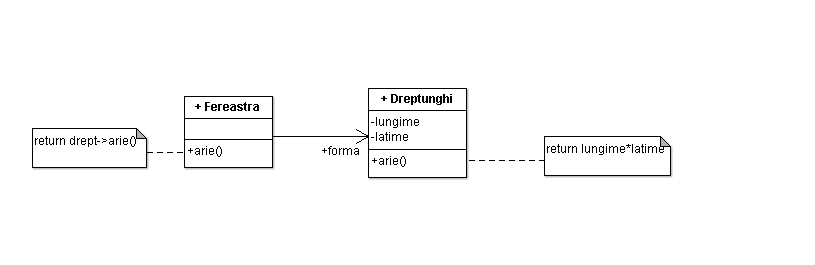 return drept->arie()
+ Fereastra
+arie()
+forma
+ Dreptunghi
-lungime
-latime
+arie()
return lungime*latime